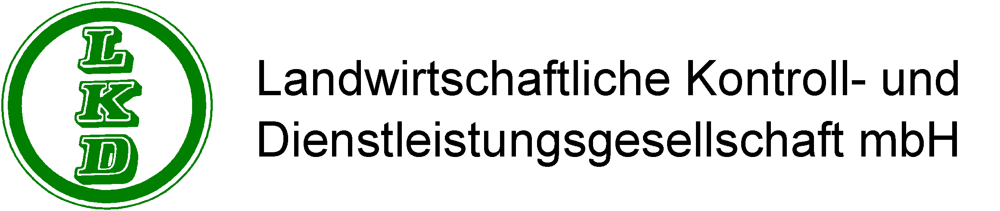 L
K
D
Landwirtschaftliche Kontroll- und
Dienstleistungsgesellschaft mbH